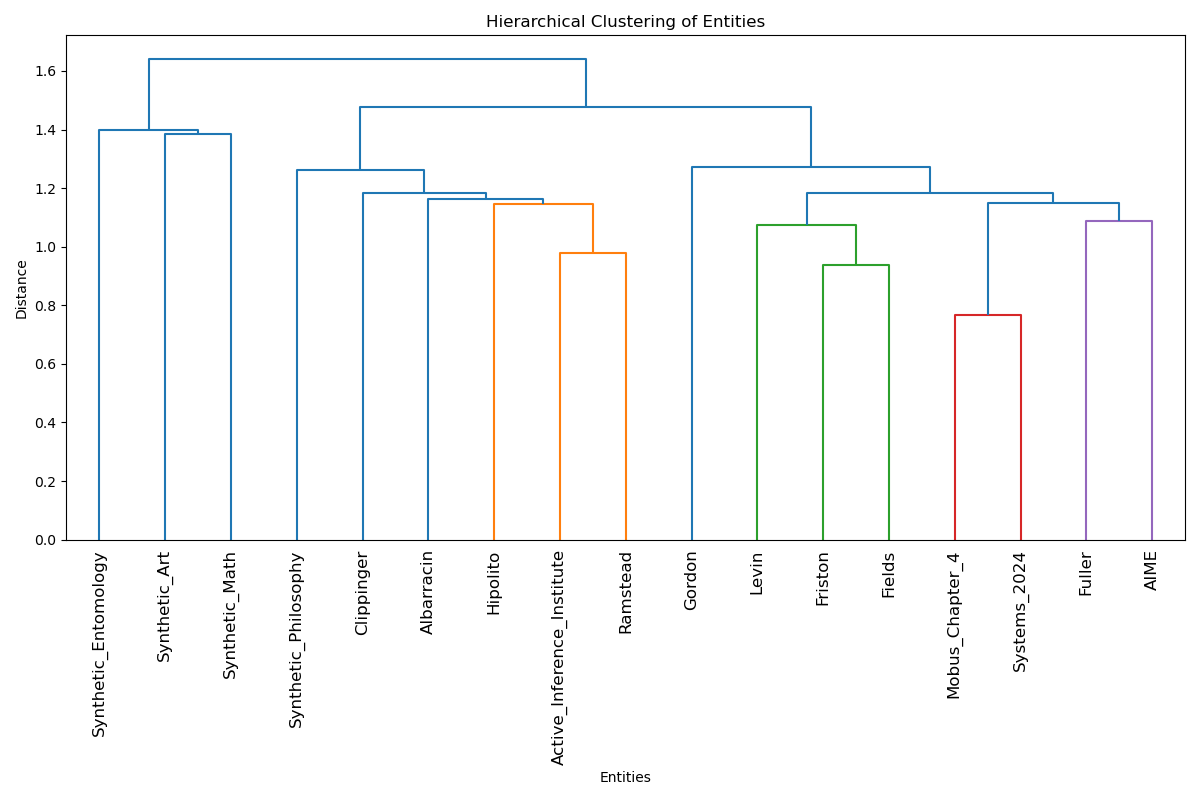 Hierarchical Clustering of Entities
1.6
1.4
1.2
1.0
0.8
0.6
0.4
0.2
0.0
Distance
Synthetic_Entomology
Synthetic_Art
Synthetic_Math
Synthetic_Philosophy
Clippinger
Albarracin
Hipolito
Active_Inference_Institute
Ramstead
Gordon
Levin
Friston
Fields
Mobus_Chapter_4
Systems_2024
Fuller
AIME
Entities